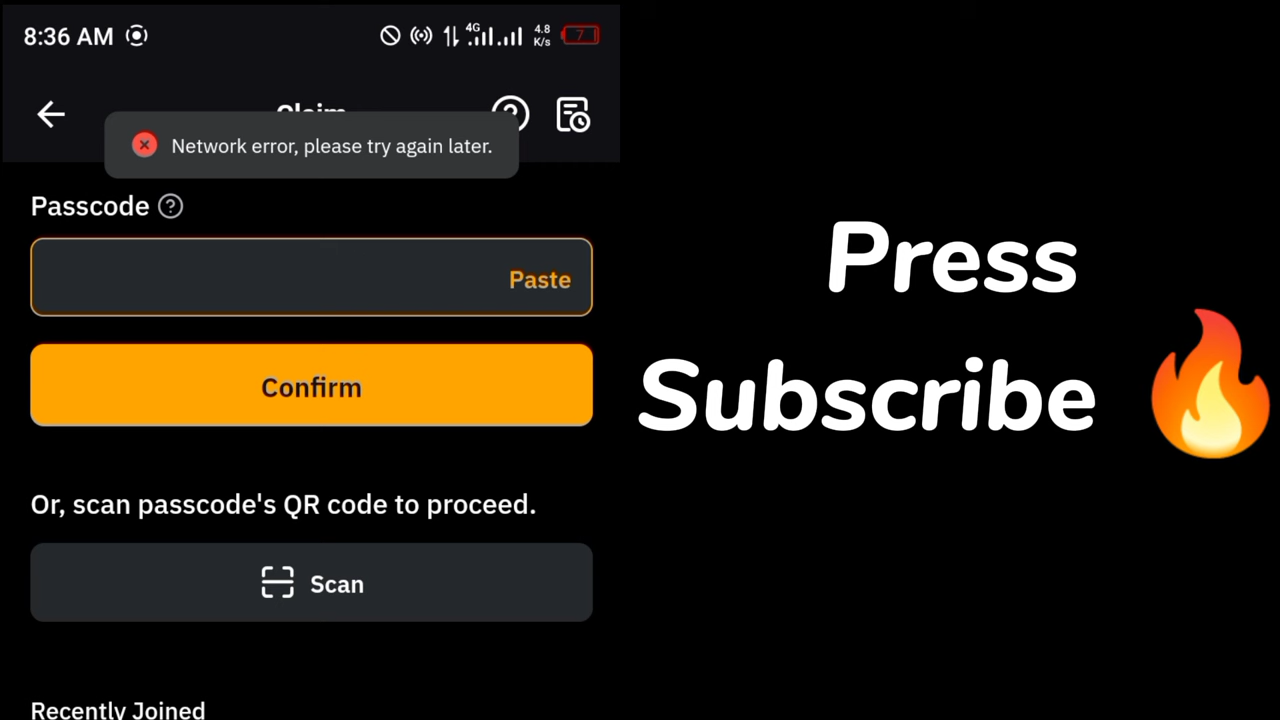 8:36 AM
4G
4.8
K/s
7
Claim
Network error, please try again later.
Passcode
Paste
Confirm
Or, scan passcode's QR code to proceed.
Scan
Recently Joined
Press
Subscribe